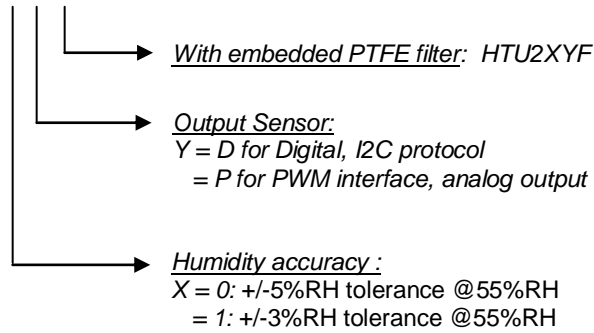 With embedded PTFE filter: HTU2XYF
Output Sensor:
Y = D for Digital, I2C protocol
= P for PWM interface, analog output
Humidity accuracy :
X = 0: +/-5%RH tolerance @55%RH
= 1: +/-3%RH tolerance @55%RH